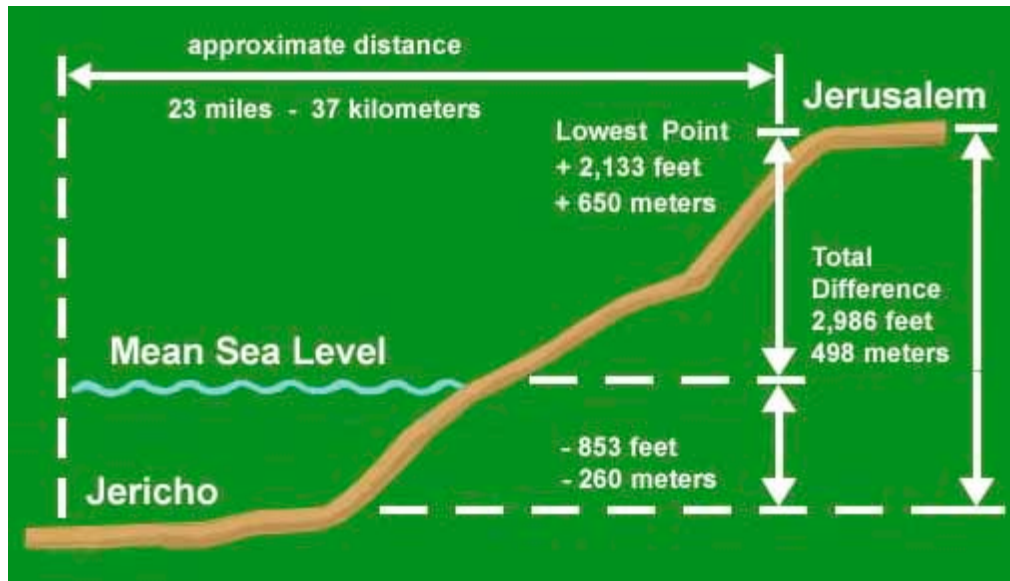 approximate distance
23 miles - 37 kilometers
Jerusalem
Lowest Point
+ 2,133 feet
+ 650 meters
Total
Difference
2,986 feet
498 meters
Mean Sea Level
- 853 feet
- 260 meters
Jericho